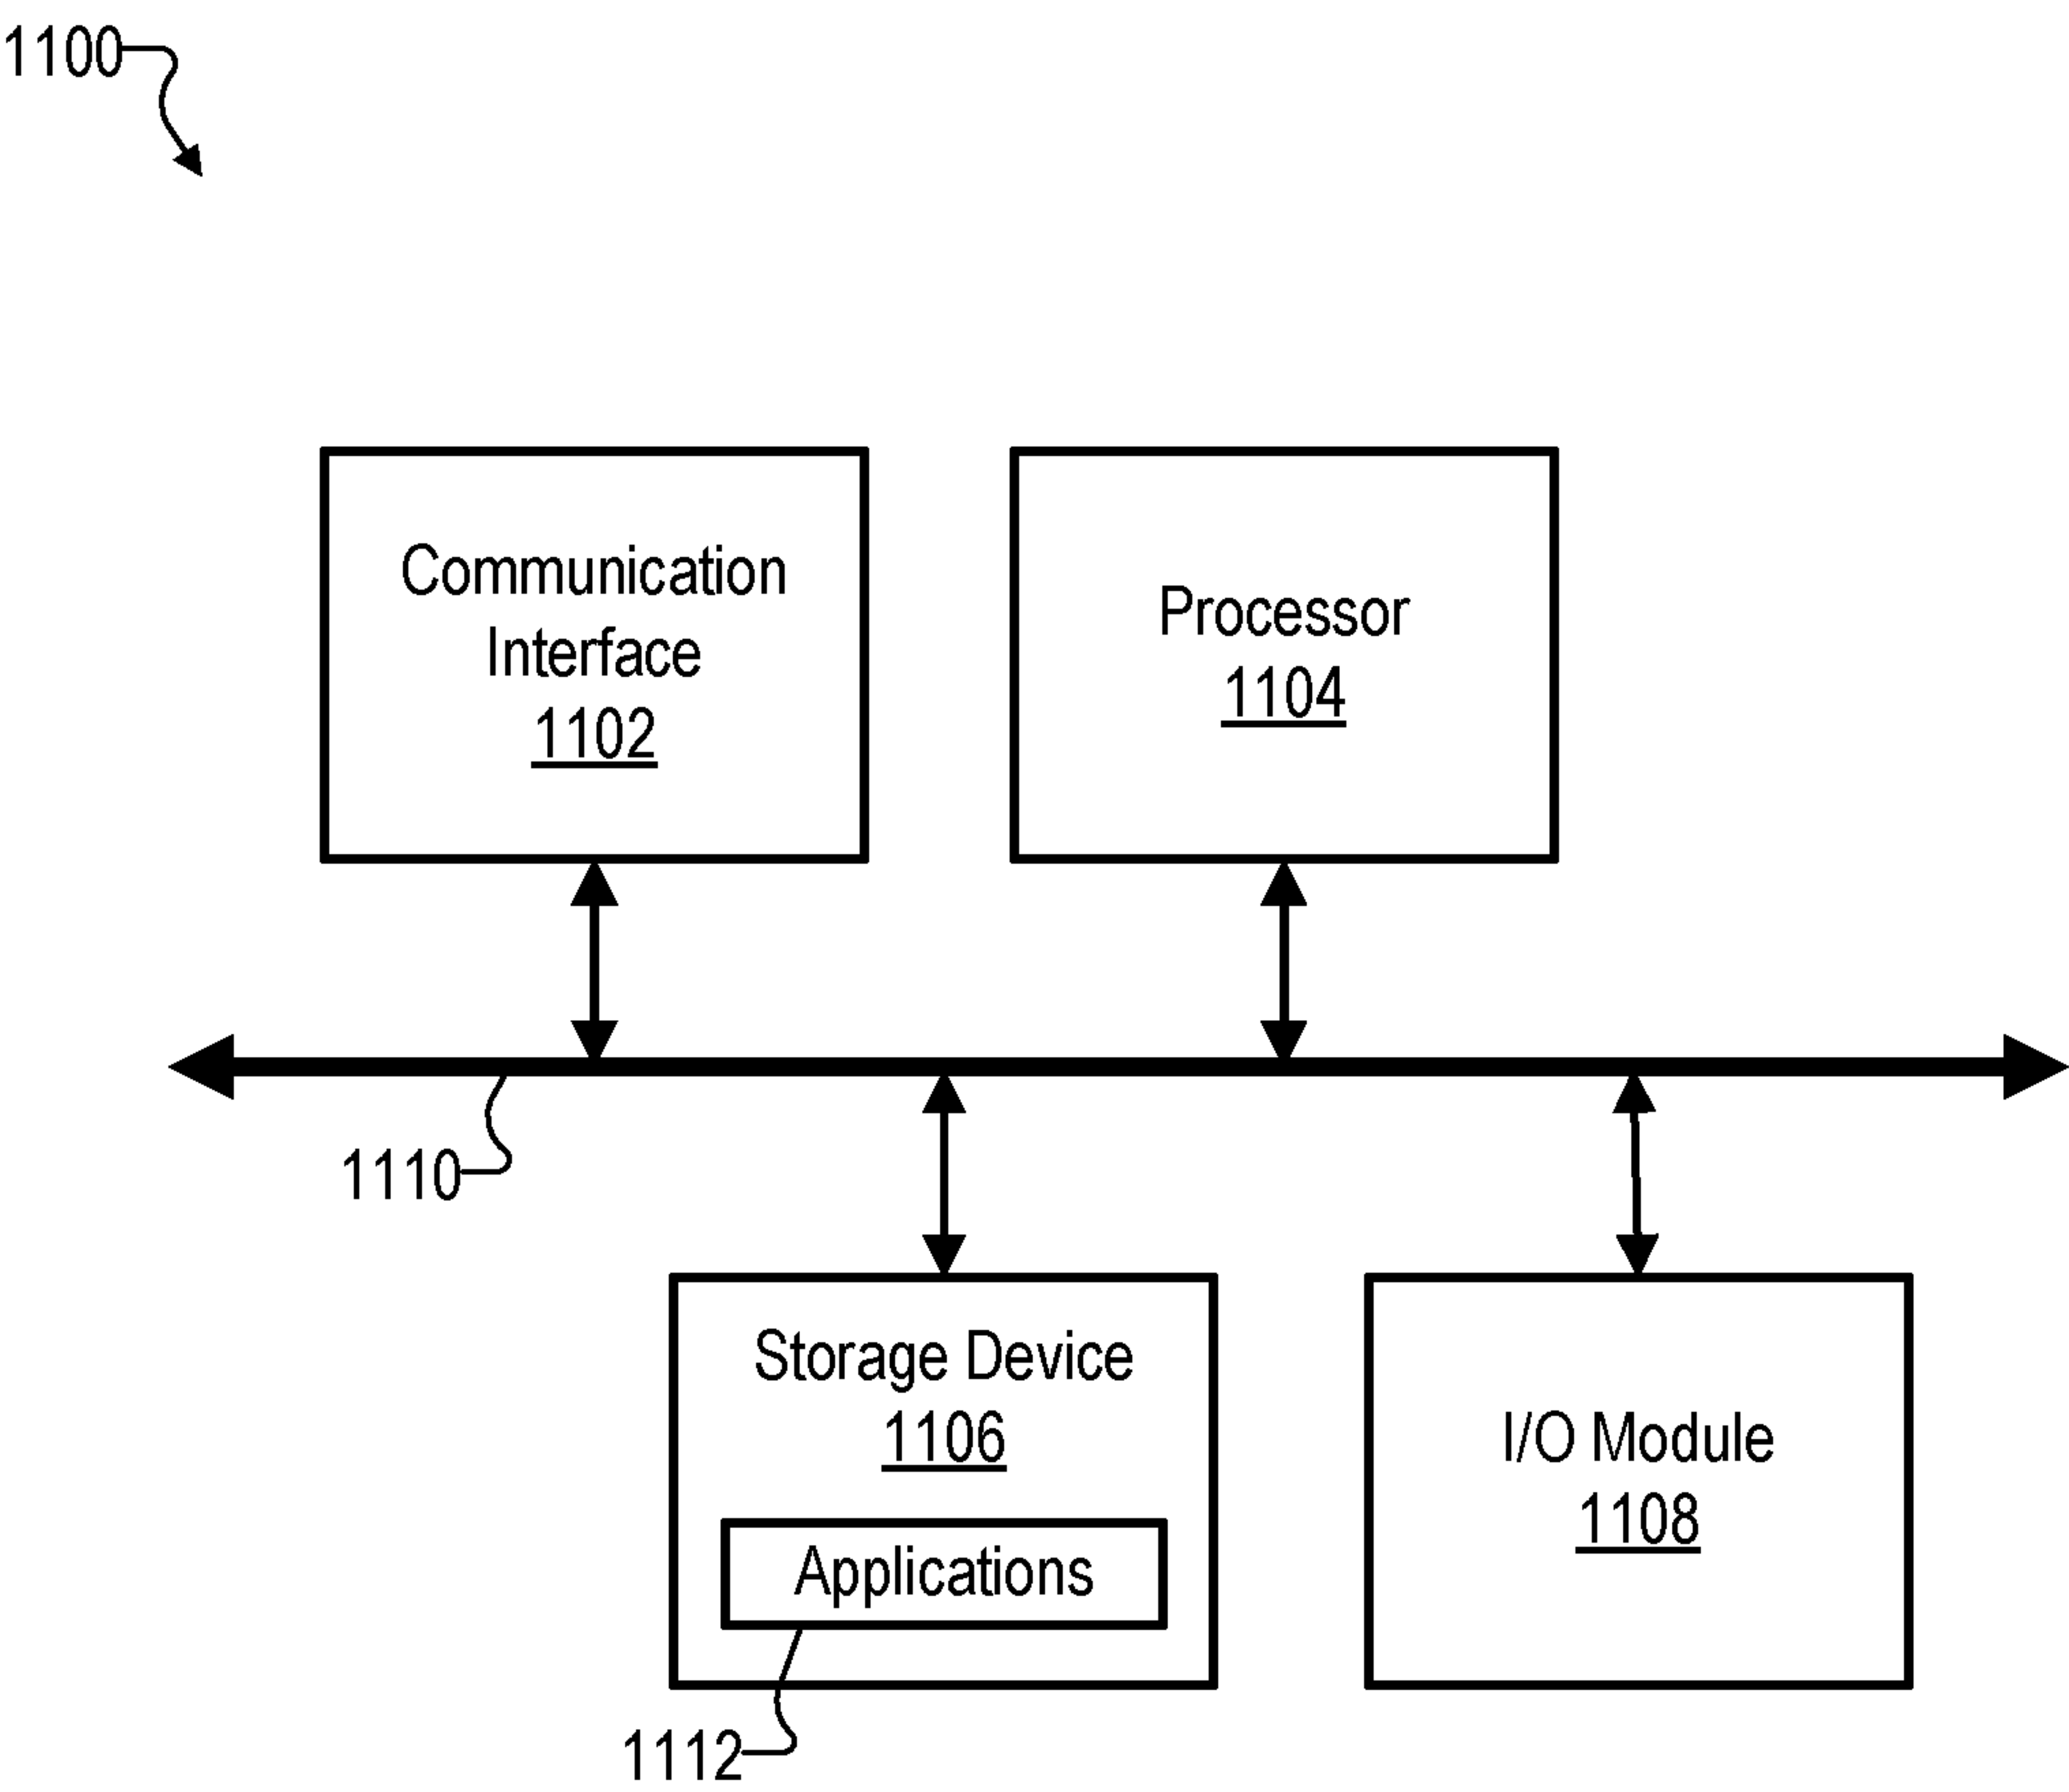 1100
Communication
Interface
1102
Processor
1104
1110
Storage Device
1106
Applications
1112
I/O Module
1108